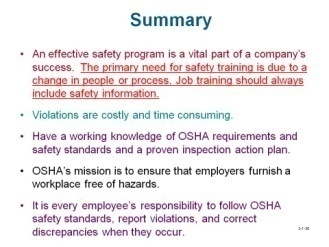 Summary
• An effective safety program is a vital part of a company's
success. The primary need for safety training is due to a
change in people or process. Job training should always
include safety information.
• Violations are costly and time consuming.
• Have a working knowledge of OSHA requirements and
safety standards and a proven inspection action plan.
• OSHA's mission is to ensure that employers furnish a
workplace free of hazards.
• It is every employee's responsibility to follow OSHA
safety standards, report violations, and correct
discrepancies when they occur.